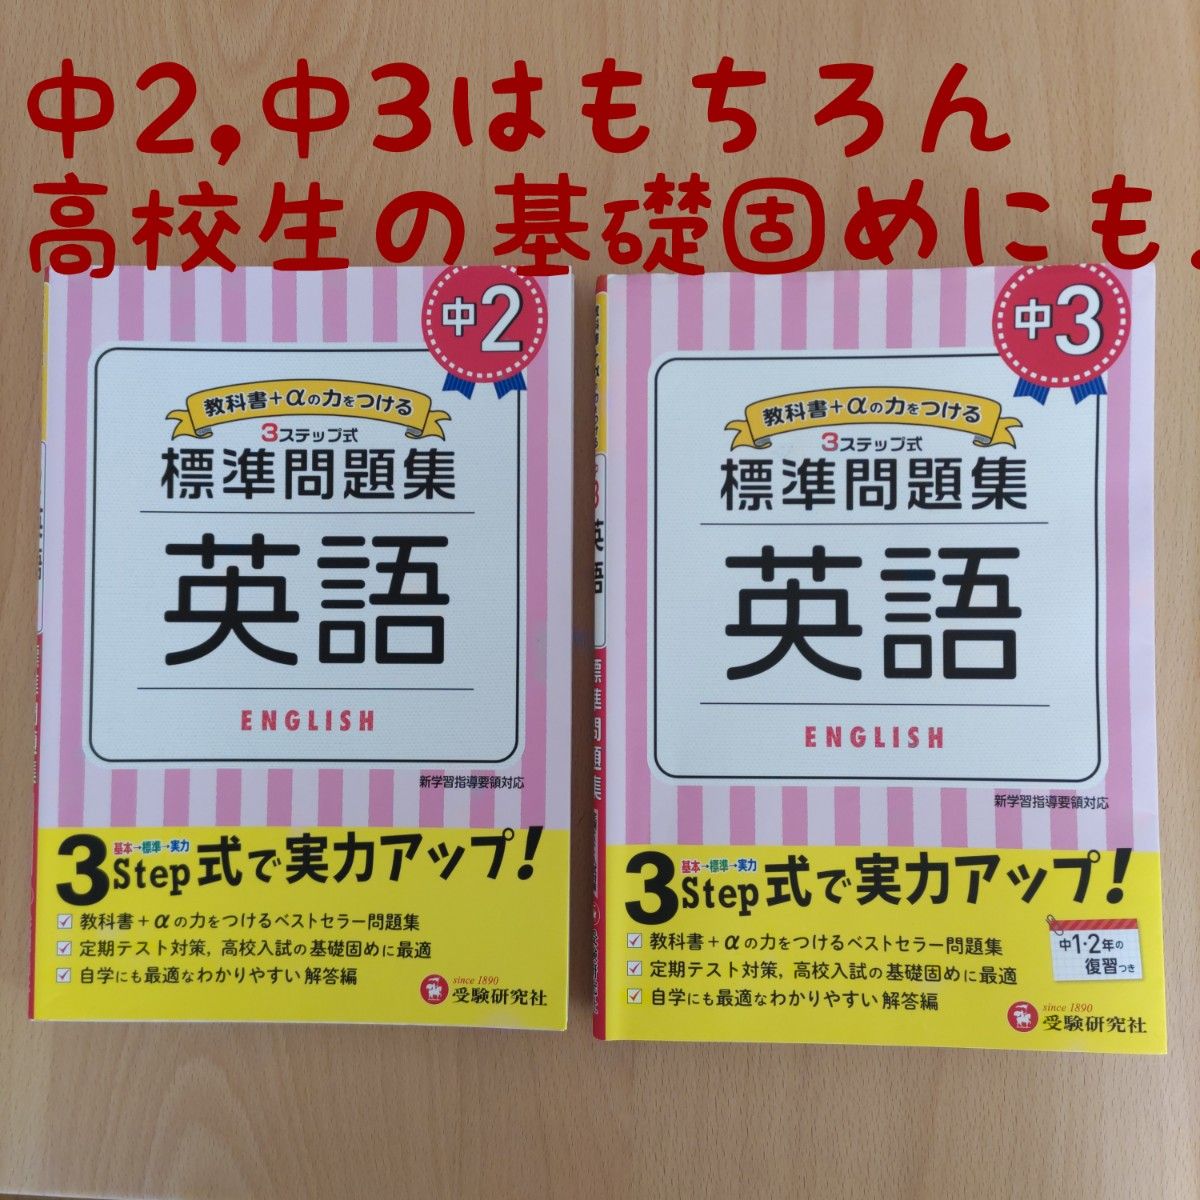 中2,中3はもちろん
高校生の基礎固めにも
中2
教科書+αの力をつける
3ステップ式
標準問題集
英語
ENGLISH
新学習指導要領対応
基本→標準→実力
3Step式で実力アップ!
教科書+αの力をつけるベストセラー問題集
定期テスト対策,高校入試の基礎固めに最適
自学にも最適なわかりやすい解答編
since 1890
受験研究社
中3
教科書+αの力をつける
3ステップ式
標準問題集
英語
ENGLISH
新学習指導要領対応
基本→標準→実力
3Step式で実力アップ!
教科書+αの力をつけるベストセラー問題集
定期テスト対策,高校入試の基礎固めに最適
自学にも最適なわかりやすい解答編
中1・2年の
復習つき
since 1890
受験研究社
英語
標準問題集